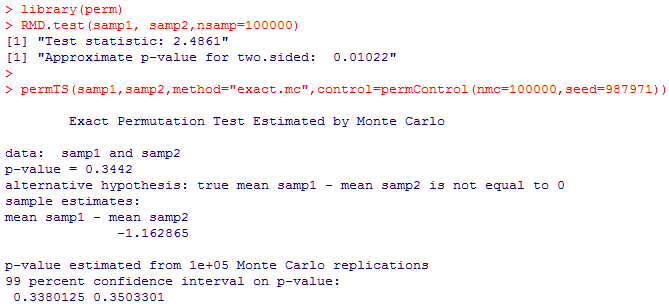 > library(perm)
> RMD.test(samp1, samp2,nsamp=100000)
[1] "Test statistic: 2.4861"
[1] "Approximate p-value for two.sided:  0.01022"
>
> permTS(samp1,samp2,method="exact.mc",control=permControl(nmc=100000,seed=987971))
Exact Permutation Test Estimated by Monte Carlo
data:  samp1 and samp2
p-value = 0.3442
alternative hypothesis: true mean samp1 - mean samp2 is not equal to 0
sample estimates:
mean samp1 - mean samp2
-1.162865
p-value estimated from 1e+05 Monte Carlo replications
99 percent confidence interval on p-value:
0.3380125 0.3503301